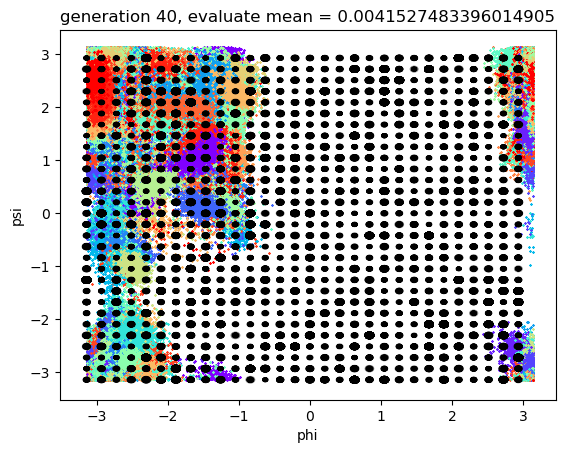 generation 40, evaluate mean = 0.0041527483396014905
3
2
1
0
−1
−2
−3
psi
−3 −2 −1 0 1 2 3
phi